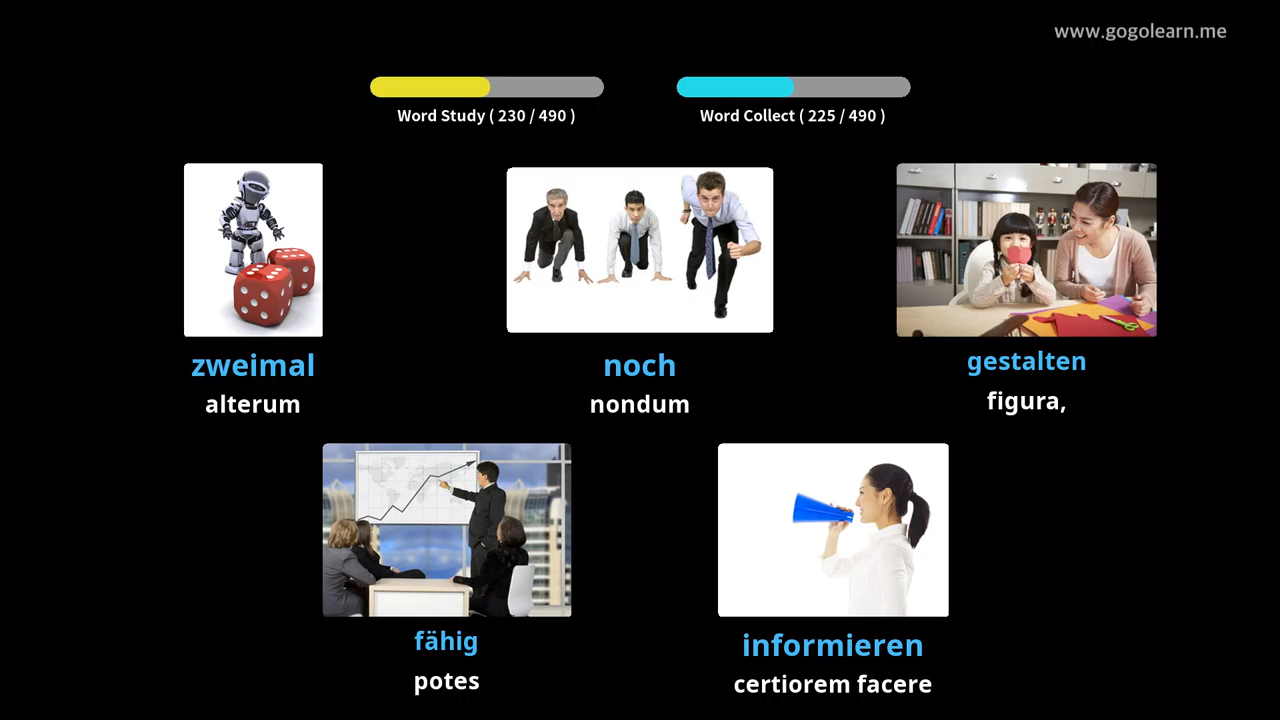 www.gogolearn.me
Word Study ( 230 / 490 )
Word Collect ( 225 / 490 )
zweimal
alterum
noch
nondum
gestalten
figura,
fähig
potes
informieren
certiorem facere